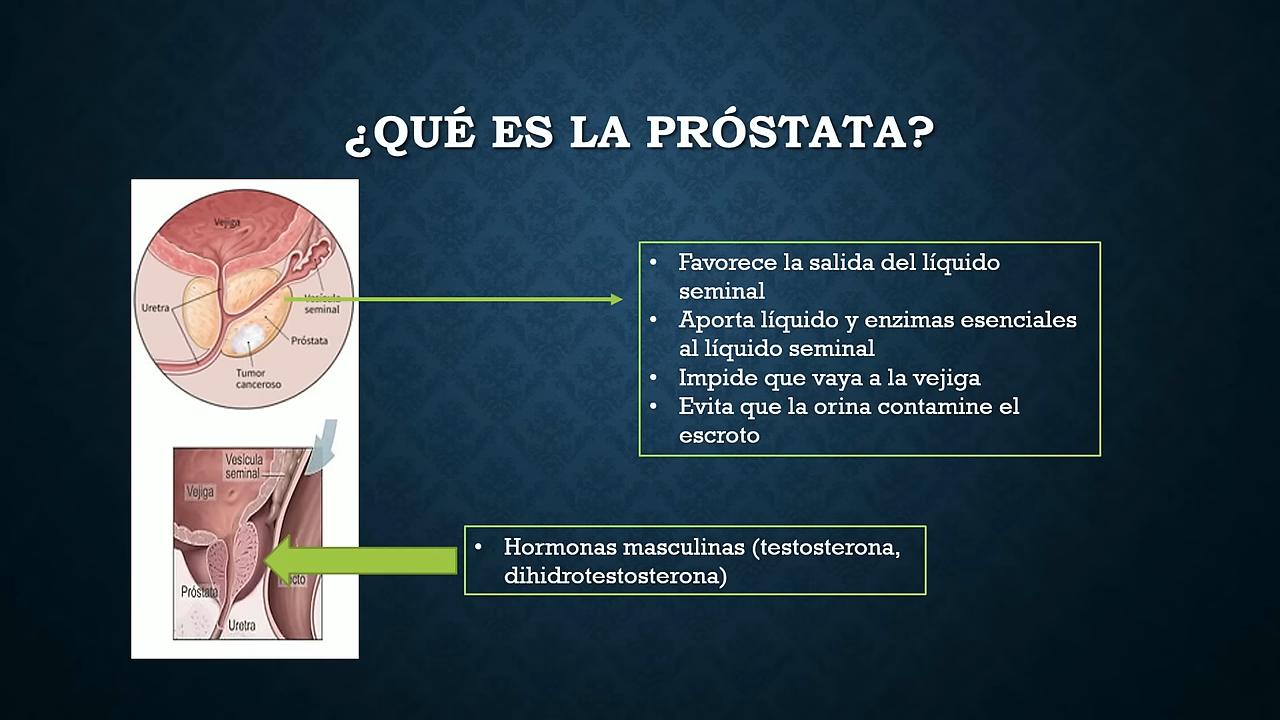 ¿QUÉ ES LA PRÓSTATA?
Vejiga
Uretra
Vesícula
seminal
Próstata
Tumor
canceroso
• Favorece la salida del líquido
seminal
• Aporta líquido y enzimas esenciales
al líquido seminal
• Impide que vaya a la vejiga
• Evita que la orina contamine el
escroto
Vesícula
seminal
Vejiga
Próstata
Uretra
• Hormonas masculinas (testosterona,
dihidrotestosterona)